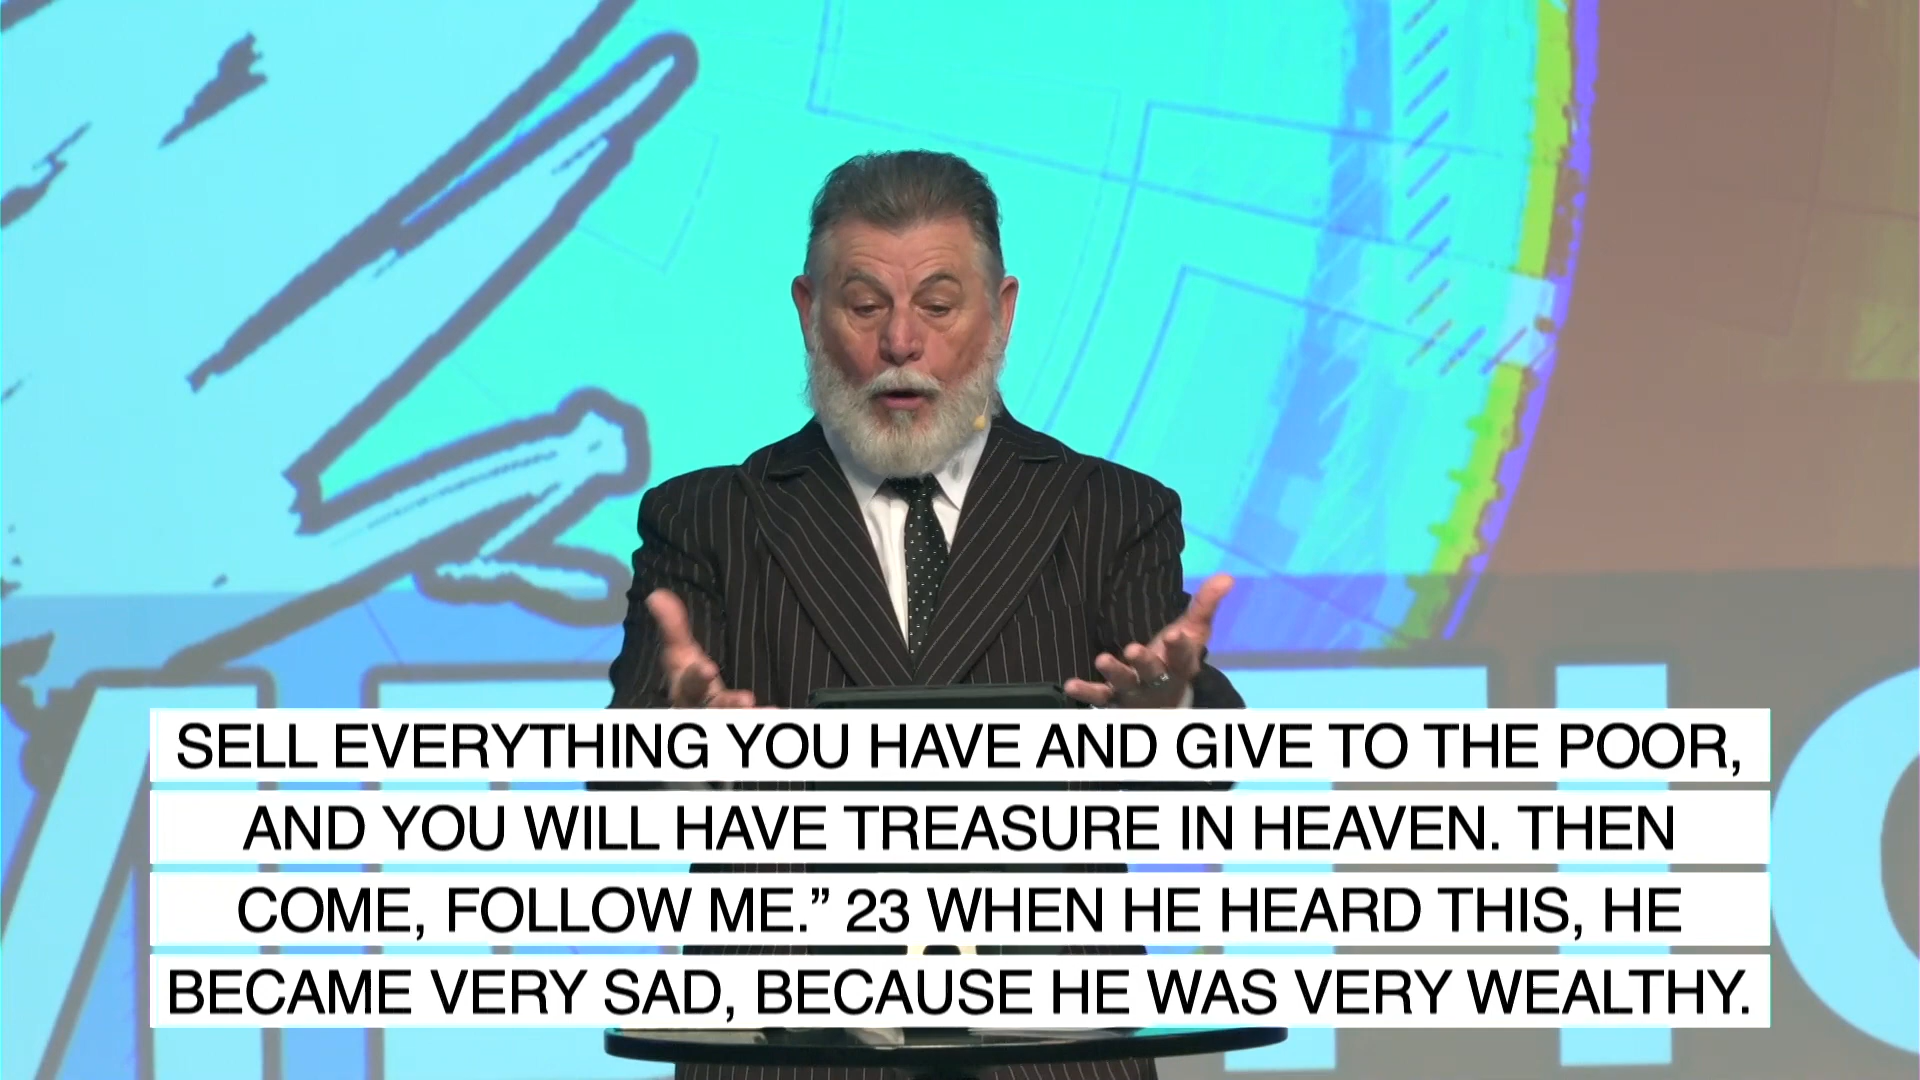 SELL EVERYTHING YOU HAVE AND GIVE TO THE POOR,
AND YOU WILL HAVE TREASURE IN HEAVEN. THEN
COME, FOLLOW ME.” 23 WHEN HE HEARD THIS, HE
BECAME VERY SAD, BECAUSE HE WAS VERY WEALTHY.